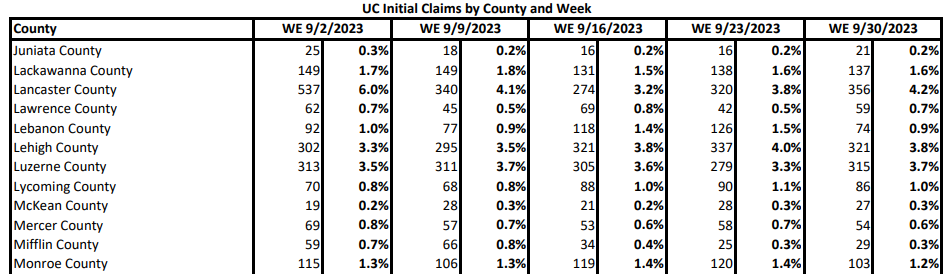 UC Initial Claims by County and Week
County WE 9/2/2023 WE 9/9/2023 WE 9/16/2023 WE 9/23/2023 WE 9/30/2023
Juniata County 25 0.3% 18 0.2% 16 0.2% 16 0.2% 21 0.2%
Lackawanna County 149 1.7% 149 1.8% 131 1.5% 138 1.6% 137 1.6%
Lancaster County 537 6.0% 340 4.1% 274 3.2% 320 3.8% 356 4.2%
Lawrence County 62 0.7% 45 0.5% 69 0.8% 42 0.5% 59 0.7%
Lebanon County 92 1.0% 77 0.9% 118 1.4% 126 1.5% 74 0.9%
Lehigh County 302 3.3% 295 3.5% 321 3.8% 337 4.0% 321 3.8%
Luzerne County 313 3.5% 311 3.7% 305 3.6% 279 3.3% 315 3.7%
Lycoming County 70 0.8% 68 0.8% 88 1.0% 90 1.1% 86 1.0%
McKean County 19 0.2% 28 0.3% 21 0.2% 28 0.3% 27 0.3%
Mercer County 69 0.8% 57 0.7% 53 0.6% 58 0.7% 54 0.6%
Mifflin County 59 0.7% 66 0.8% 34 0.4% 25 0.3% 29 0.3%
Monroe County 115 1.3% 106 1.3% 119 1.4% 120 1.4% 103 1.2%